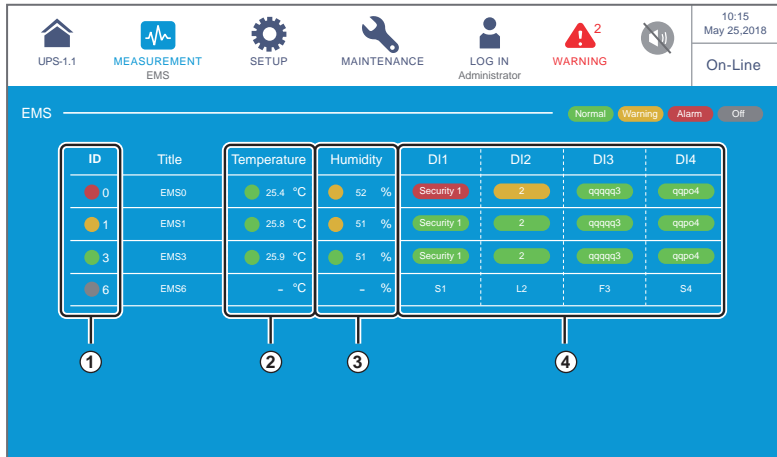 UPS-1.1 MEASUREMENT SETUP MAINTENANCE LOG IN WARNING 2 10:15
EMS Administrator May 25,2018
On-Line
EMS Normal Warning Alarm Off
ID Title Temperature Humidity DI1 DI2 DI3 DI4
0 EMS0 25.4 °C 52 % Security 1 2 qqqqq3 qqpo4
1 EMS1 25.8 °C 51 % Security 1 2 qqqqq3 qqpo4
3 EMS3 25.9 °C 51 % Security 1 2 qqqqq3 qqpo4
6 EMS6 – °C – % S1 L2 F3 S4
1 2 3 4